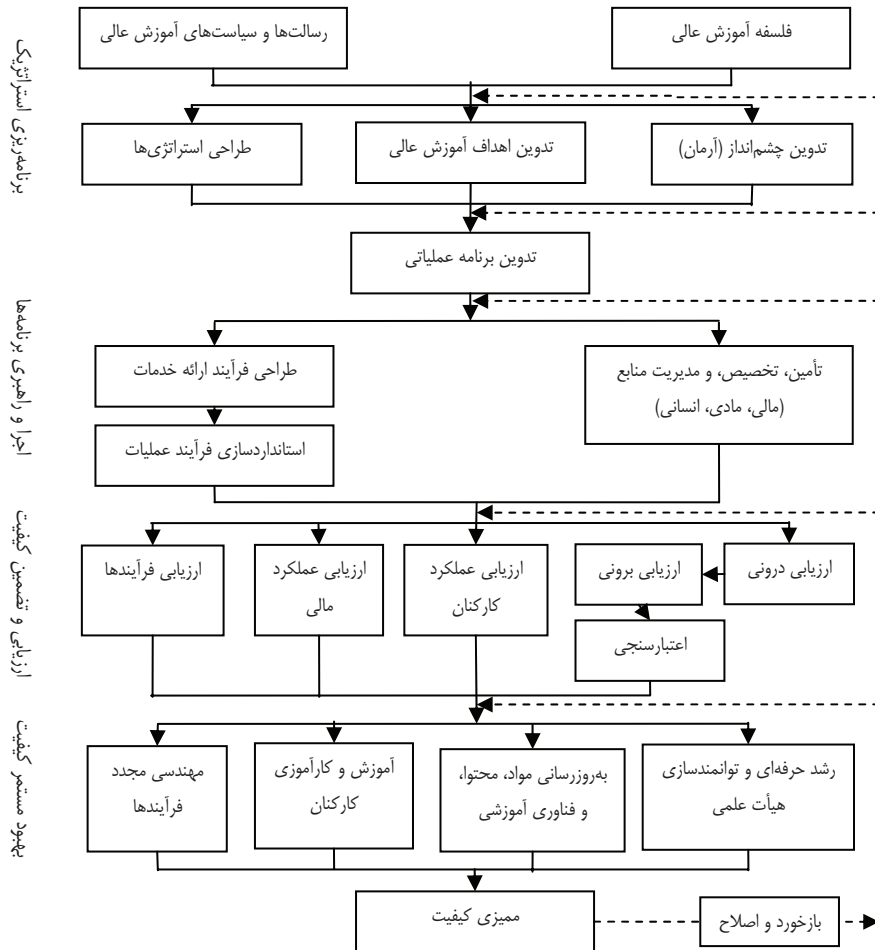 فلسفه آموزش عالی
رسالت‌ها و سیاست‌های آموزش عالی
برنامه‌ریزی استراتژیک
تدوین چشم‌انداز (آرمان)
تدوین اهداف آموزش عالی
طراحی استراتژی‌ها
تدوین برنامه عملیاتی
اجرا و راهبری برنامه‌ها
تأمین، تخصیص، و مدیریت منابع
(مالی، مادی، انسانی)
طراحی فرآیند ارائه خدمات
استانداردسازی فرآیند عملیات
ارزیابی و تضمین کیفیت
ارزیابی درونی
ارزیابی برونی
اعتبارسنجی
ارزیابی عملکرد
کارکنان
ارزیابی عملکرد
مالی
ارزیابی فرآیندها
بهبود مستمر کیفیت
رشد حرفه‌ای و توانمندسازی
هیأت علمی
به‌روزرسانی مواد، محتوا،
و فناوری آموزشی
آموزش و کارآموزی
کارکنان
مهندسی مجدد
فرآیندها
ممیزی کیفیت
بازخورد و اصلاح